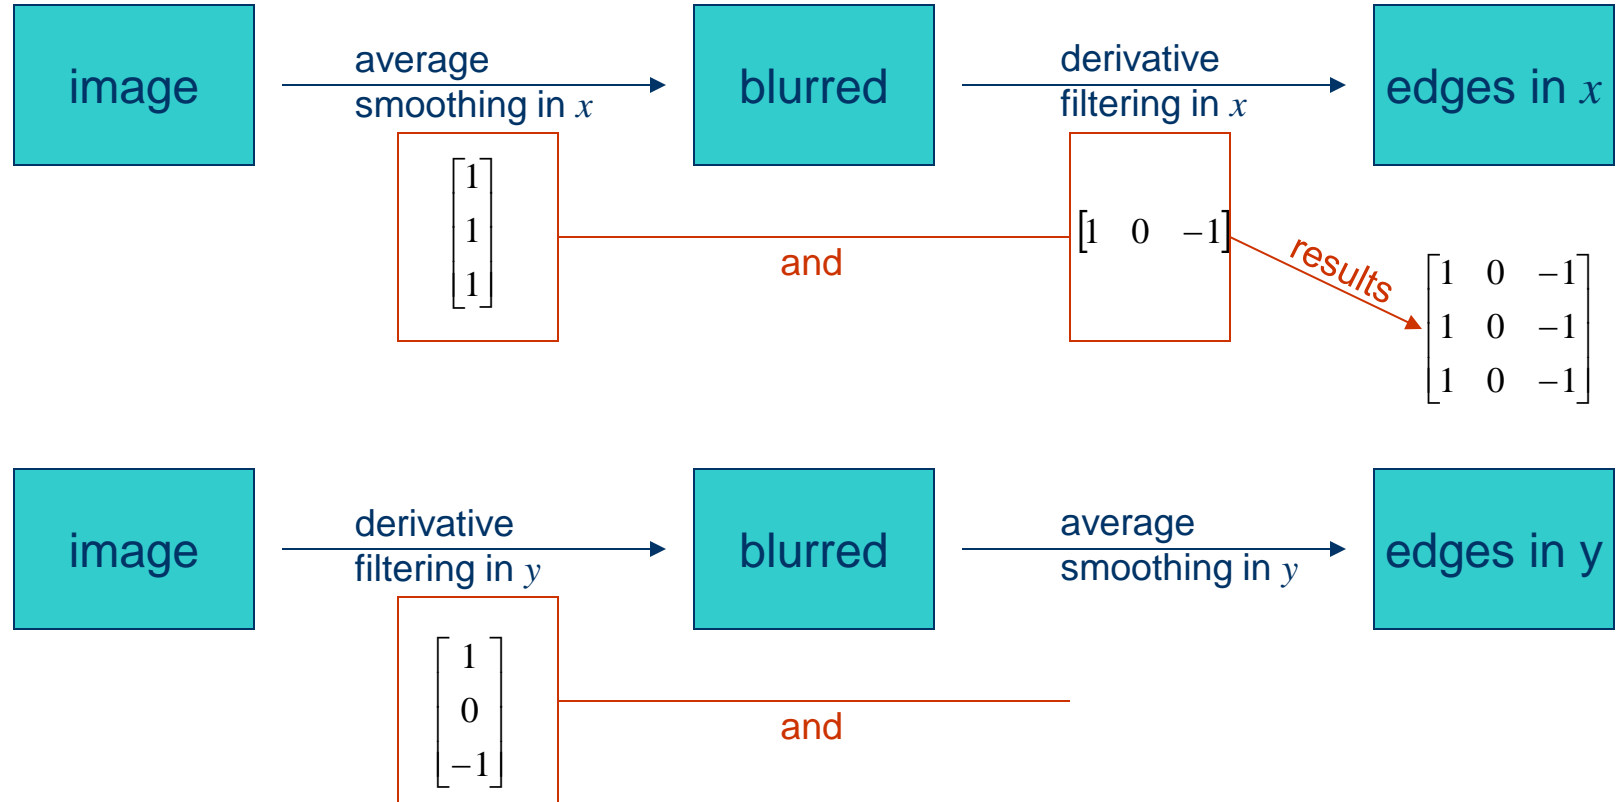 image
average
smoothing in x
blurred
derivative
filtering in x
edges in x
[1
1
1]
and
[1 0 −1]
results
[1 0 −1
1 0 −1
1 0 −1]
image
derivative
filtering in y
blurred
average
smoothing in y
edges in y
[1
0
−1]
and